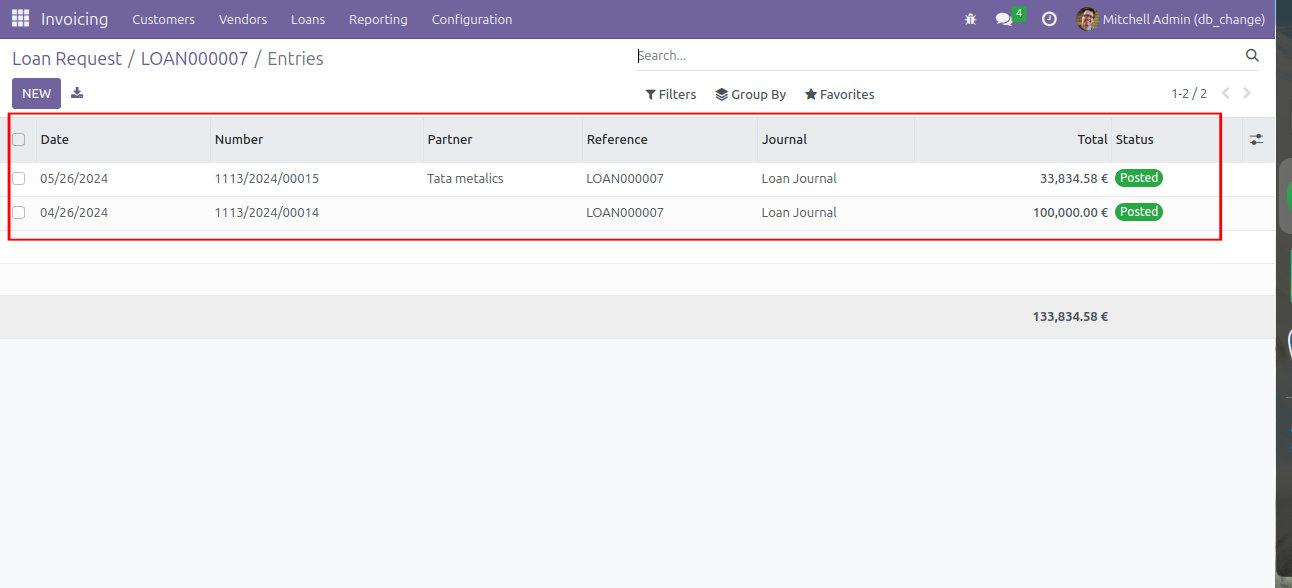 Invoicing Customers Vendors Loans Reporting Configuration 4 Mitchell Admin (db_change)
Loan Request / LOAN000007 / Entries Search...
NEW Filters Group By Favorites 1-2 / 2
Date Number Partner Reference Journal Total Status
05/26/2024 1113/2024/00015 Tata metalics LOAN000007 Loan Journal 33,834.58 € Posted
04/26/2024 1113/2024/00014 LOAN000007 Loan Journal 100,000.00 € Posted
133,834.58 €